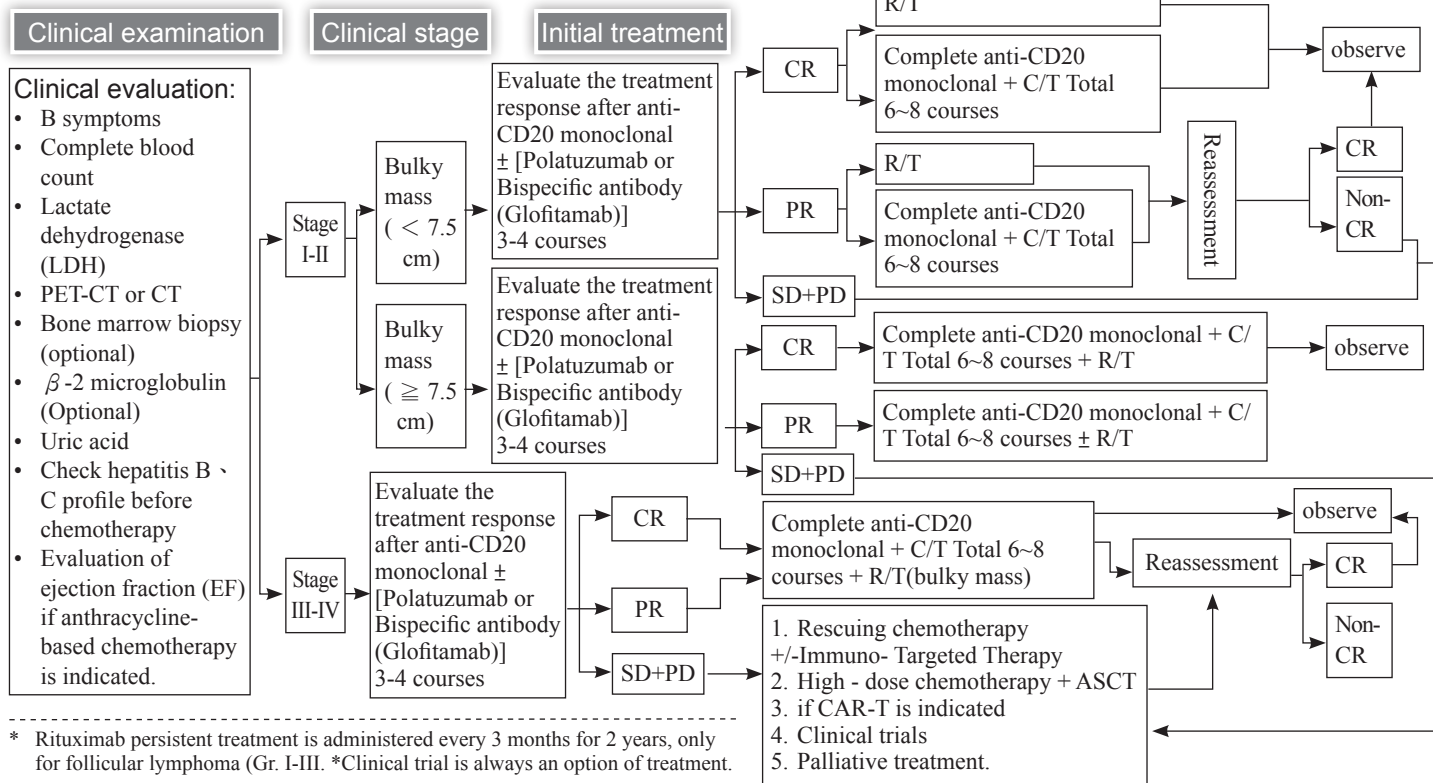 Clinical examination
Clinical stage
Initial treatment
Clinical evaluation:
• B symptoms
• Complete blood
count
• Lactate
dehydrogenase
(LDH)
• PET-CT or CT
• Bone marrow biopsy
(optional)
• β-2 microglobulin
(Optional)
• Uric acid
• Check hepatitis B、
C profile before
chemotherapy
• Evaluation of
ejection fraction (EF)
if anthracycline-
based chemotherapy
is indicated.
Stage
I-II
Bulky
mass
( < 7.5
cm)
Evaluate the treatment
response after anti-
CD20 monoclonal
± [Polatuzumab or
Bispecific antibody
(Glofitamab)]
3-4 courses
CR
R/T
Complete anti-CD20
monoclonal + C/T Total
6~8 courses
observe
PR
R/T
Complete anti-CD20
monoclonal + C/T Total
6~8 courses
Reassessment
CR
Non-
CR
SD+PD
Bulky
mass
( ≧ 7.5
cm)
Evaluate the treatment
response after anti-
CD20 monoclonal
± [Polatuzumab or
Bispecific antibody
(Glofitamab)]
3-4 courses
CR
Complete anti-CD20 monoclonal + C/
T Total 6~8 courses + R/T
observe
PR
Complete anti-CD20 monoclonal + C/
T Total 6~8 courses ± R/T
SD+PD
Stage
III-IV
Evaluate the
treatment response
after anti-CD20
monoclonal ±
[Polatuzumab or
Bispecific antibody
(Glofitamab)]
3-4 courses
CR
PR
SD+PD
Complete anti-CD20
monoclonal + C/T Total 6~8
courses + R/T(bulky mass)
observe
Reassessment
CR
Non-
CR
1. Rescuing chemotherapy
+/-Immuno- Targeted Therapy
2. High - dose chemotherapy + ASCT
3. if CAR-T is indicated
4. Clinical trials
5. Palliative treatment.
* Rituximab persistent treatment is administered every 3 months for 2 years, only
for follicular lymphoma (Gr. I-III. *Clinical trial is always an option of treatment.